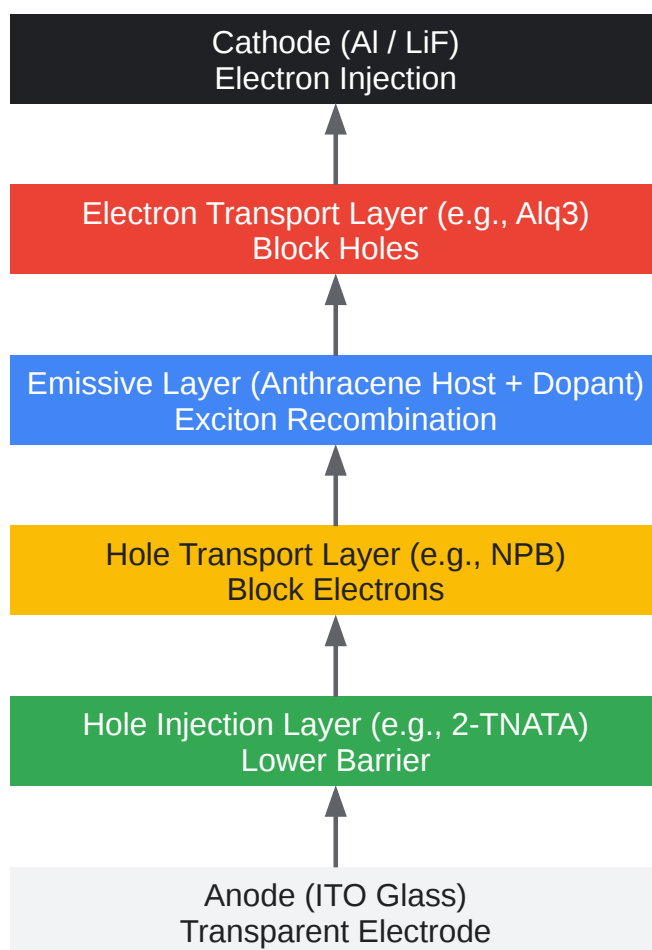 Cathode (Al / LiF)
Electron Injection
Electron Transport Layer (e.g., Alq3)
Block Holes
Emissive Layer (Anthracene Host + Dopant)
Exciton Recombination
Hole Transport Layer (e.g., NPB)
Block Electrons
Hole Injection Layer (e.g., 2-TNATA)
Lower Barrier
Anode (ITO Glass)
Transparent Electrode